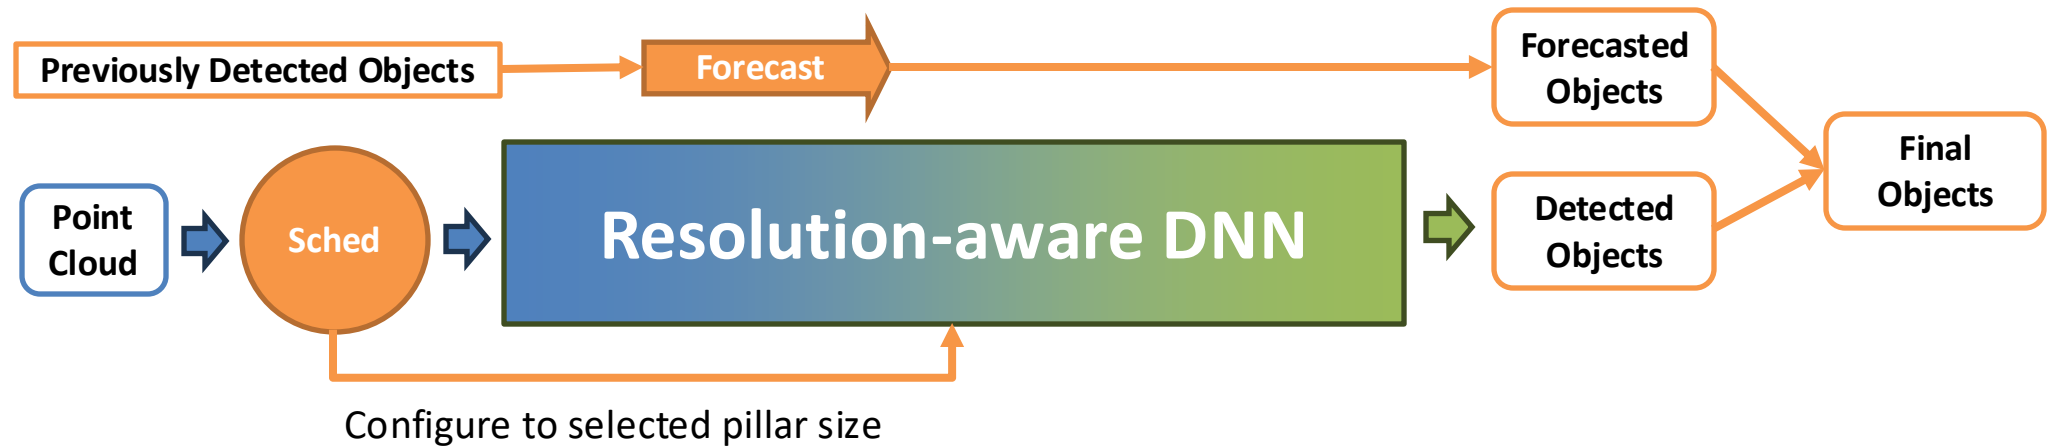 Previously Detected Objects
Forecast
Forecasted
Objects
Point
Cloud
Sched
Resolution-aware DNN
Detected
Objects
Final
Objects
Configure to selected pillar size